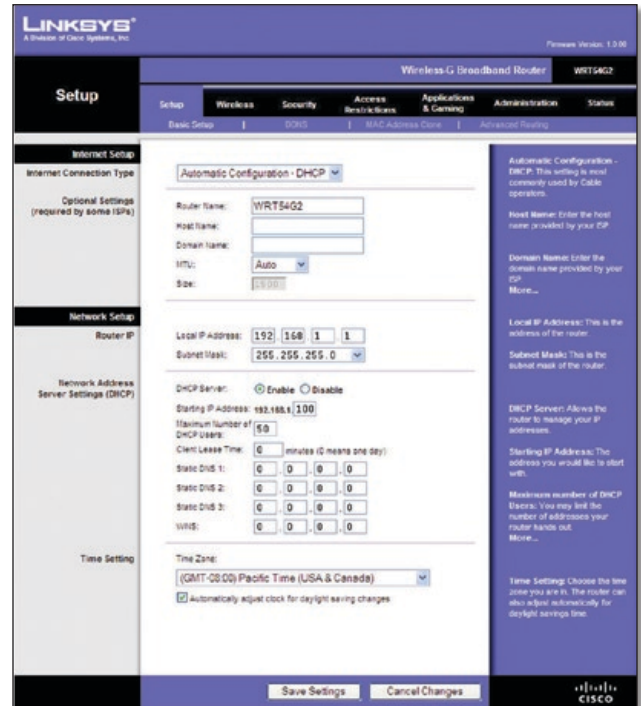 LINKSYS®
A Division of Cisco Systems, Inc.
Firmware Version: 1.0.00
Wireless-G Broadband Router WRT54G2
Setup
Setup Wireless Security Access Restrictions Applications & Gaming Administration Status
Basic Setup | DDNS | MAC Address Clone | Advanced Routing
Internet Setup
Internet Connection Type
Automatic Configuration - DHCP
Optional Settings
(required by some ISPs)
Router Name: WRT54G2
Host Name:
Domain Name:
MTU: Auto
Size: 1500
Network Setup
Router IP
Local IP Address: 192 . 168 . 1 . 1
Subnet Mask: 255.255.255.0
Network Address
Server Settings (DHCP)
DHCP Server: Enable Disable
Starting IP Address: 192.168.1. 100
Maximum Number of
DHCP Users: 50
Client Lease Time: 0 minutes (0 means one day)
Static DNS 1: 0 . 0 . 0 . 0
Static DNS 2: 0 . 0 . 0 . 0
Static DNS 3: 0 . 0 . 0 . 0
WINS: 0 . 0 . 0 . 0
Time Setting
Time Zone:
(GMT-08:00) Pacific Time (USA & Canada)
Automatically adjust clock for daylight saving changes
Automatic Configuration -
DHCP: This setting is most
commonly used by Cable
operators.
Host Name: Enter the host
name provided by your ISP.
Domain Name: Enter the
domain name provided by your
ISP.
More...
Local IP Address: This is the
address of the router.
Subnet Mask: This is the
subnet mask of the router.
DHCP Server: Allows the
router to manage your IP
addresses.
Starting IP Address: The
address you would like to start
with.
Maximum number of DHCP
Users: You may limit the
number of addresses your
router hands out.
More...
Time Setting: Choose the time
zone you are in. The router can
also adjust automatically for
daylight savings time.
Save Settings Cancel Changes
CISCO